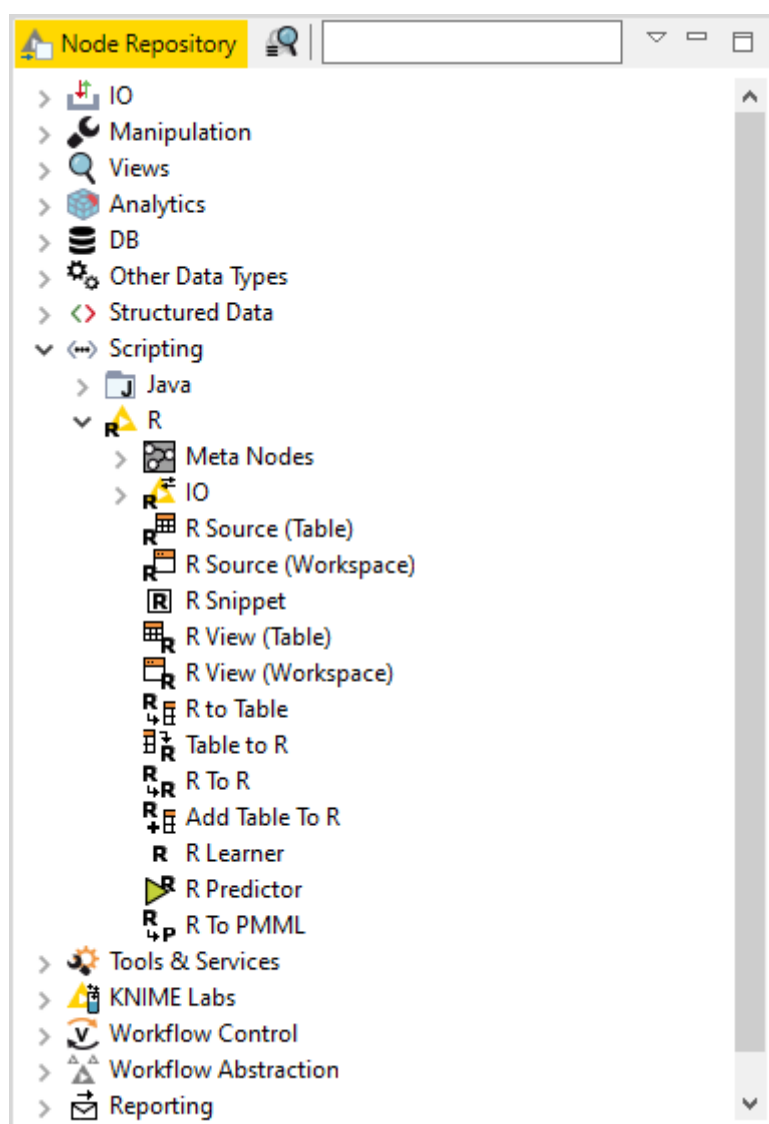 Node Repository
IO
Manipulation
Views
Analytics
DB
Other Data Types
Structured Data
Scripting
Java
R
Meta Nodes
IO
R Source (Table)
R Source (Workspace)
R Snippet
R View (Table)
R View (Workspace)
R to Table
Table to R
R To R
Add Table To R
R Learner
R Predictor
R To PMML
Tools & Services
KNIME Labs
Workflow Control
Workflow Abstraction
Reporting